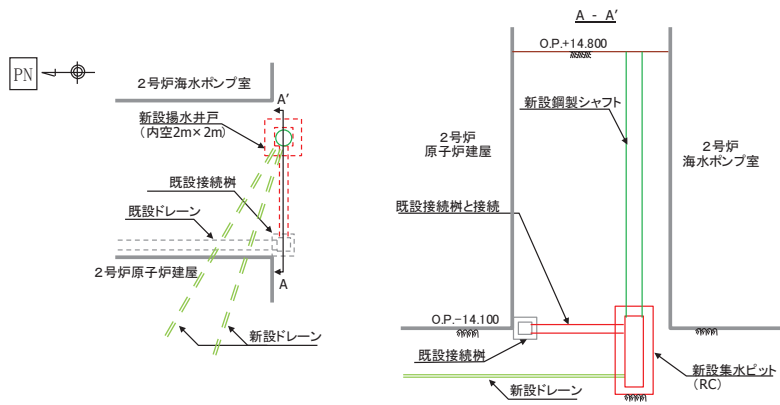 PN
2号炉海水ポンプ室
A'
新設揚水井戸
(内空2m×2m)
既設接続桝
既設ドレーン
2号炉原子炉建屋
A
新設ドレーン
A - A'
O.P.+14.800
新設鋼製シャフト
2号炉
原子炉建屋
2号炉
海水ポンプ室
既設接続桝と接続
O.P.-14.100
既設接続桝
新設ドレーン
新設集水ピット
(RC)